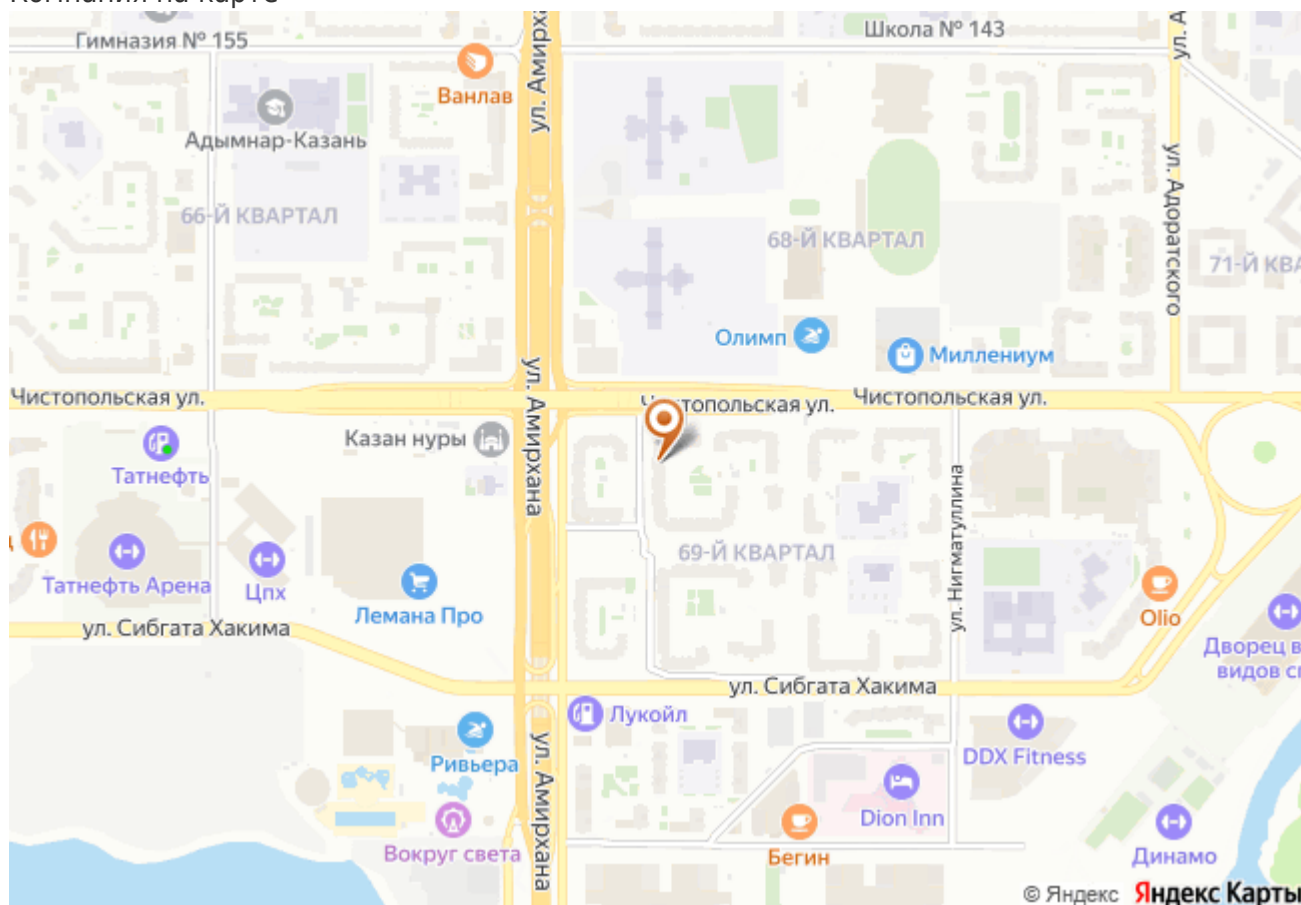 Гимназия № 155
Школа № 143
ул. Амирха
ул. А
Ванлав
Адымнар-Казань
66-Й КВАРТАЛ
68-Й КВАРТАЛ
ул. Адоратского
71-Й КВА
Олимп
Миллениум
Чистопольская ул.
ул. Амирхана
Чистопольская ул.
Чистопольская ул.
Казан нуры
Татнефть
69-Й КВАРТАЛ
ул. Нигматуллина
Татнефть Арена
Цпх
Лемана Про
Olio
ул. Сибгата Хакима
Дворец в
видов сп
ул. Сибгата Хакима
Лукойл
Ривьера
ул. Амирхана
DDX Fitness
Dion Inn
Вокруг света
Бегин
Динамо
© Яндекс Яндекс Карты